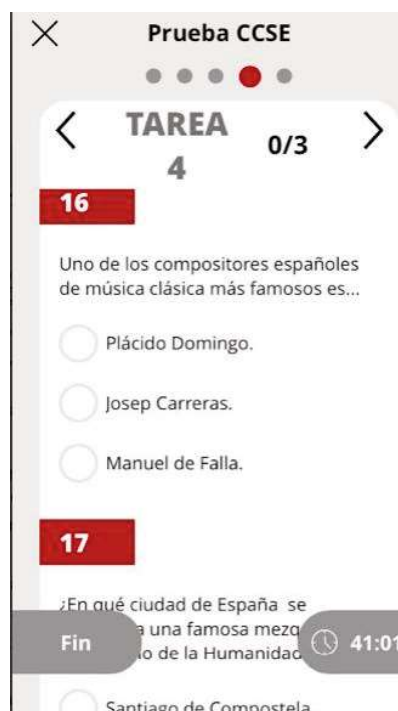 Prueba CCSE
TAREA
4
0/3
16
Uno de los compositores españoles
de música clásica más famosos es...
Plácido Domingo.
Josep Carreras.
Manuel de Falla.
17
¿En qué ciudad de España se
a una famosa
Fin
41:01
de la Humanidad
Santiago de Compostela